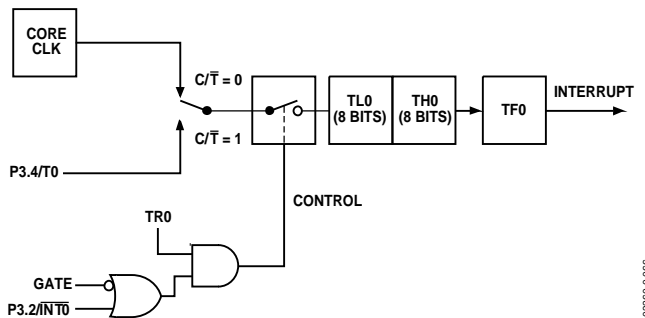 CORE
CLK
C/T̅ = 0
C/T̅ = 1
P3.4/T0
TL0
(8 BITS)
TH0
(8 BITS)
TF0
INTERRUPT
CONTROL
TR0
GATE
P3.2/I̅N̅T̅0̅